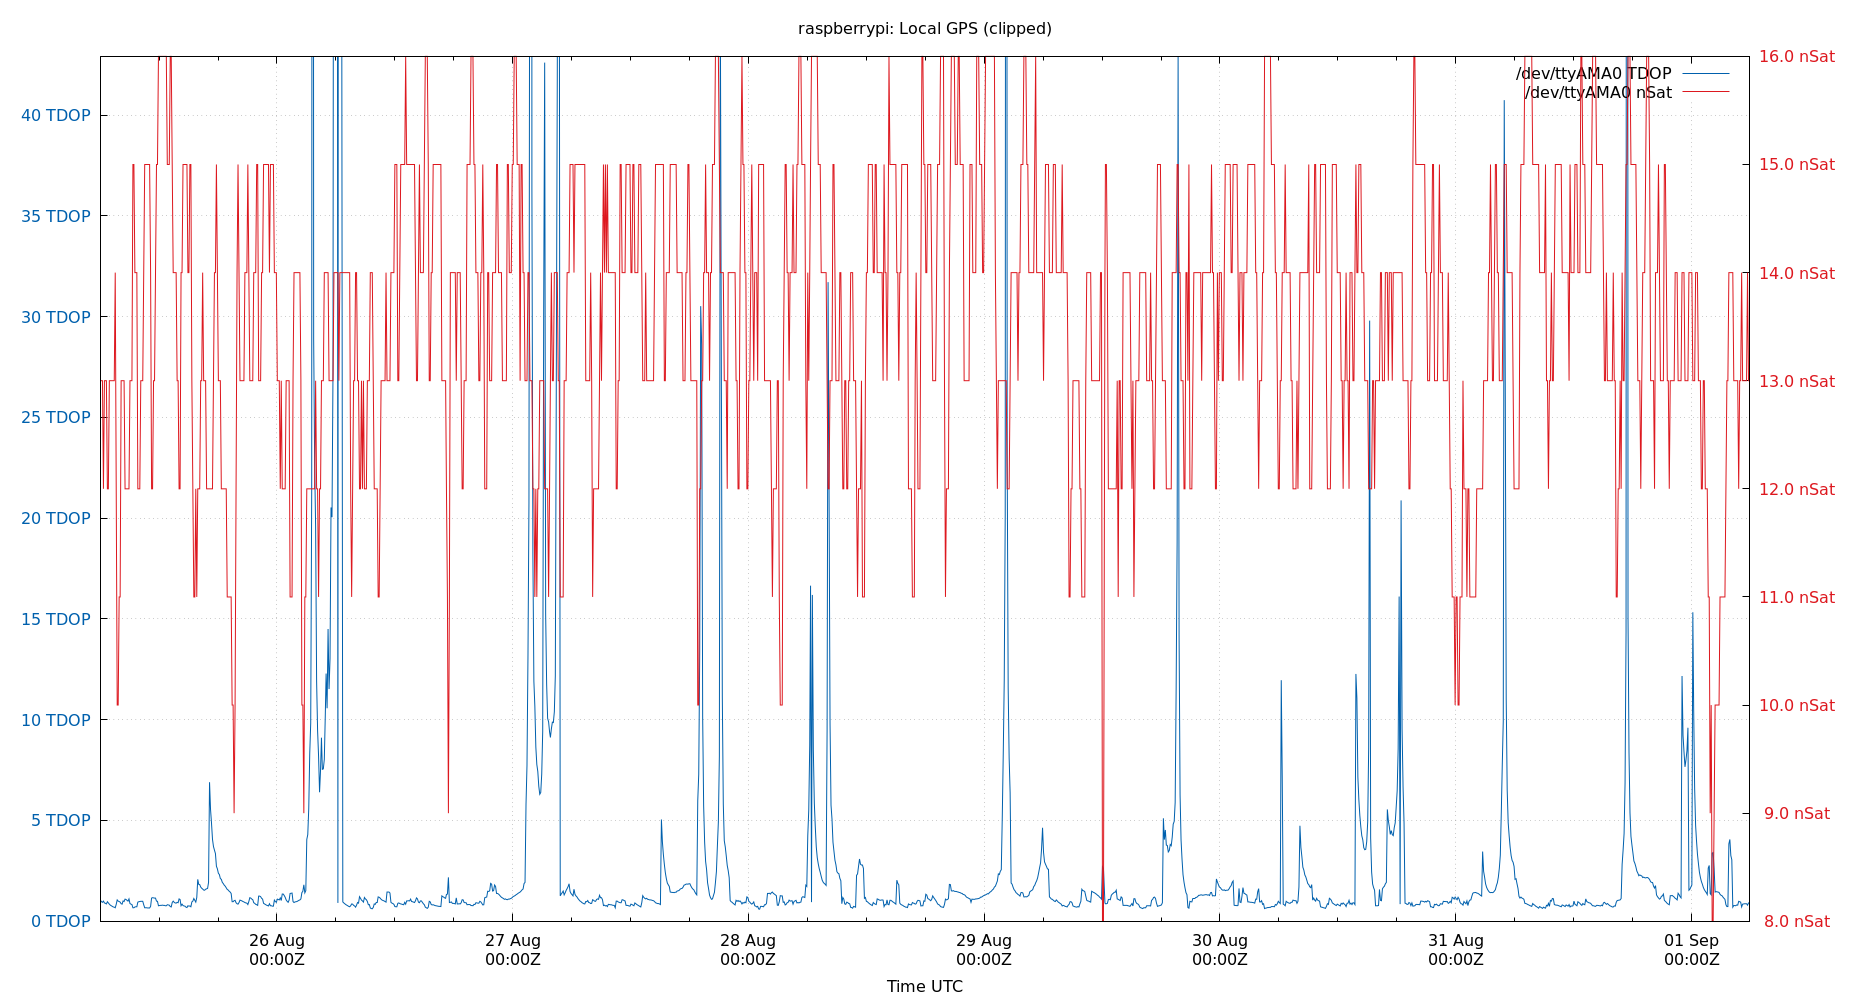 raspberrypi: Local GPS (clipped)
/dev/ttyAMA0 TDOP
/dev/ttyAMA0 nSat
40 TDOP
35 TDOP
30 TDOP
25 TDOP
20 TDOP
15 TDOP
10 TDOP
5 TDOP
0 TDOP
16.0 nSat
15.0 nSat
14.0 nSat
13.0 nSat
12.0 nSat
11.0 nSat
10.0 nSat
9.0 nSat
8.0 nSat
26 Aug
00:00Z
27 Aug
00:00Z
28 Aug
00:00Z
29 Aug
00:00Z
30 Aug
00:00Z
31 Aug
00:00Z
01 Sep
00:00Z
Time UTC